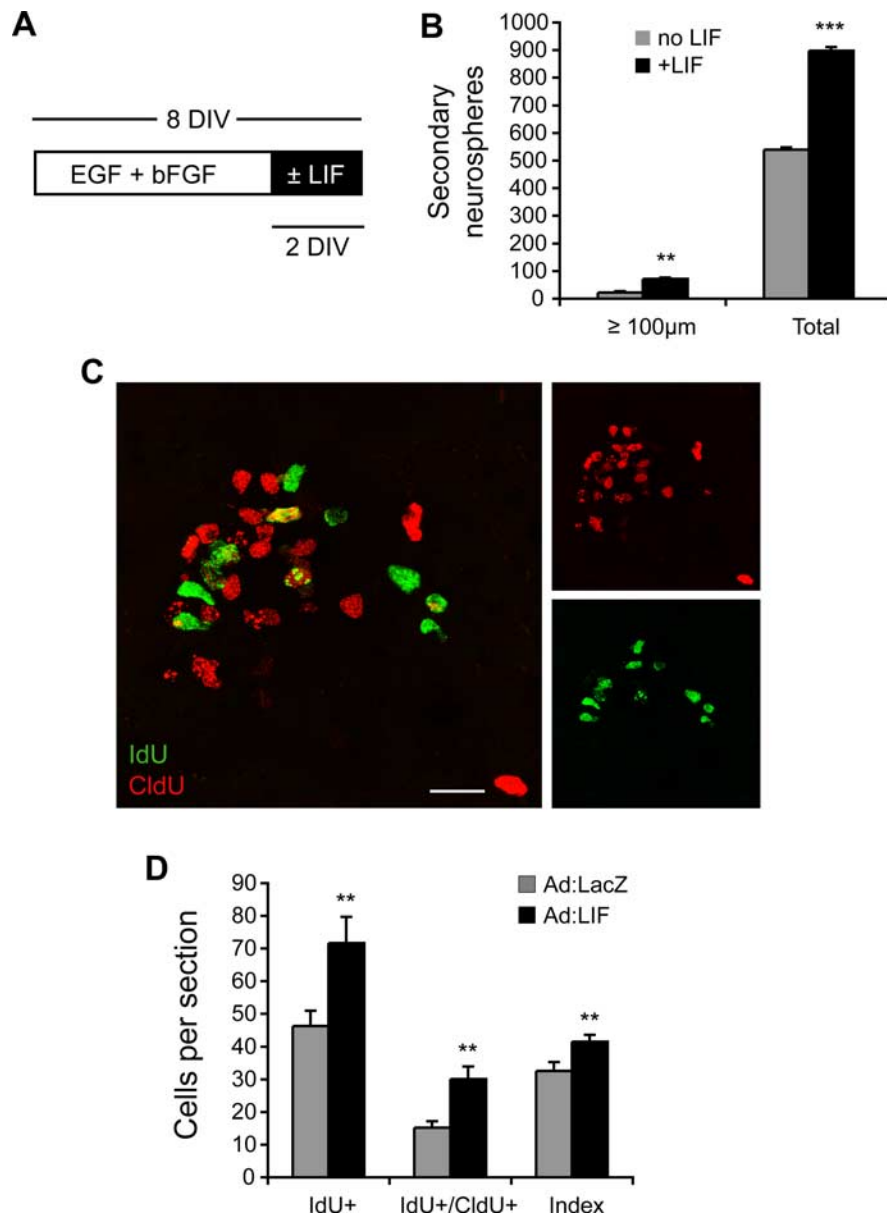 A
8 DIV
EGF + bFGF
± LIF
2 DIV
B
no LIF
+LIF
Secondary
neurospheres
1000
900
800
700
600
500
400
300
200
100
0
**
***
≥ 100µm
Total
C
IdU
CldU
D
Ad:LacZ
Ad:LIF
Cells per section
90
80
70
60
50
40
30
20
10
0
**
**
**
IdU+
IdU+/CldU+
Index